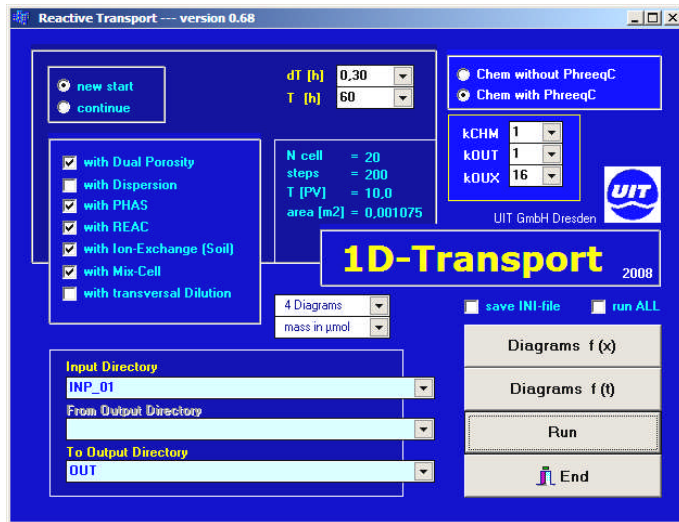 Reactive Transport --- version 0.68
new start
continue
dT [h] 0,30
T [h] 60
Chem without PhreeqC
Chem with PhreeqC
kCHM 1
kOUT 1
kOUX 16
with Dual Porosity
with Dispersion
with PHAS
with REAC
with Ion-Exchange (Soil)
with Mix-Cell
with transversal Dilution
N cell = 20
steps = 200
T [PV] = 10,0
area [m2] = 0,001075
UIT
UIT GmbH Dresden
1D-Transport 2008
4 Diagrams
mass in µmol
save INI-file
run ALL
Input Directory
INP_01
From Output Directory
To Output Directory
OUT
Diagrams f (x)
Diagrams f (t)
Run
End